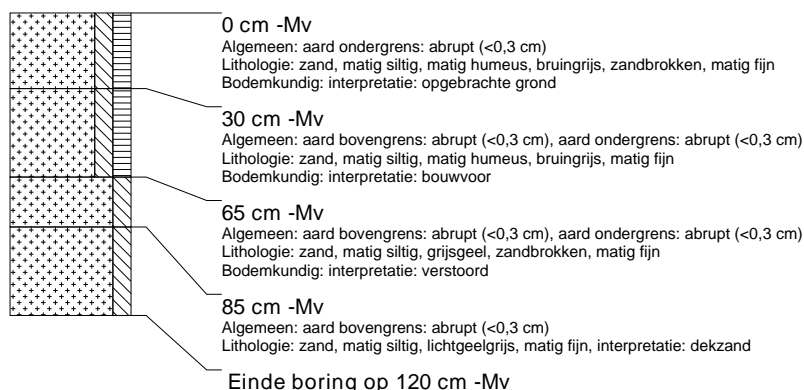 0 cm -Mv
Algemeen: aard ondergrens: abrupt (<0,3 cm)
Lithologie: zand, matig siltig, matig humeus, bruingrijs, zandbrokken, matig fijn
Bodemkundig: interpretatie: opgebrachte grond
30 cm -Mv
Algemeen: aard bovengrens: abrupt (<0,3 cm), aard ondergrens: abrupt (<0,3 cm)
Lithologie: zand, matig siltig, matig humeus, bruingrijs, matig fijn
Bodemkundig: interpretatie: bouwvoor
65 cm -Mv
Algemeen: aard bovengrens: abrupt (<0,3 cm), aard ondergrens: abrupt (<0,3 cm)
Lithologie: zand, matig siltig, grijsgeel, zandbrokken, matig fijn
Bodemkundig: interpretatie: verstoord
85 cm -Mv
Algemeen: aard bovengrens: abrupt (<0,3 cm)
Lithologie: zand, matig siltig, lichtgeelgrijs, matig fijn, interpretatie: dekzand
Einde boring op 120 cm -Mv